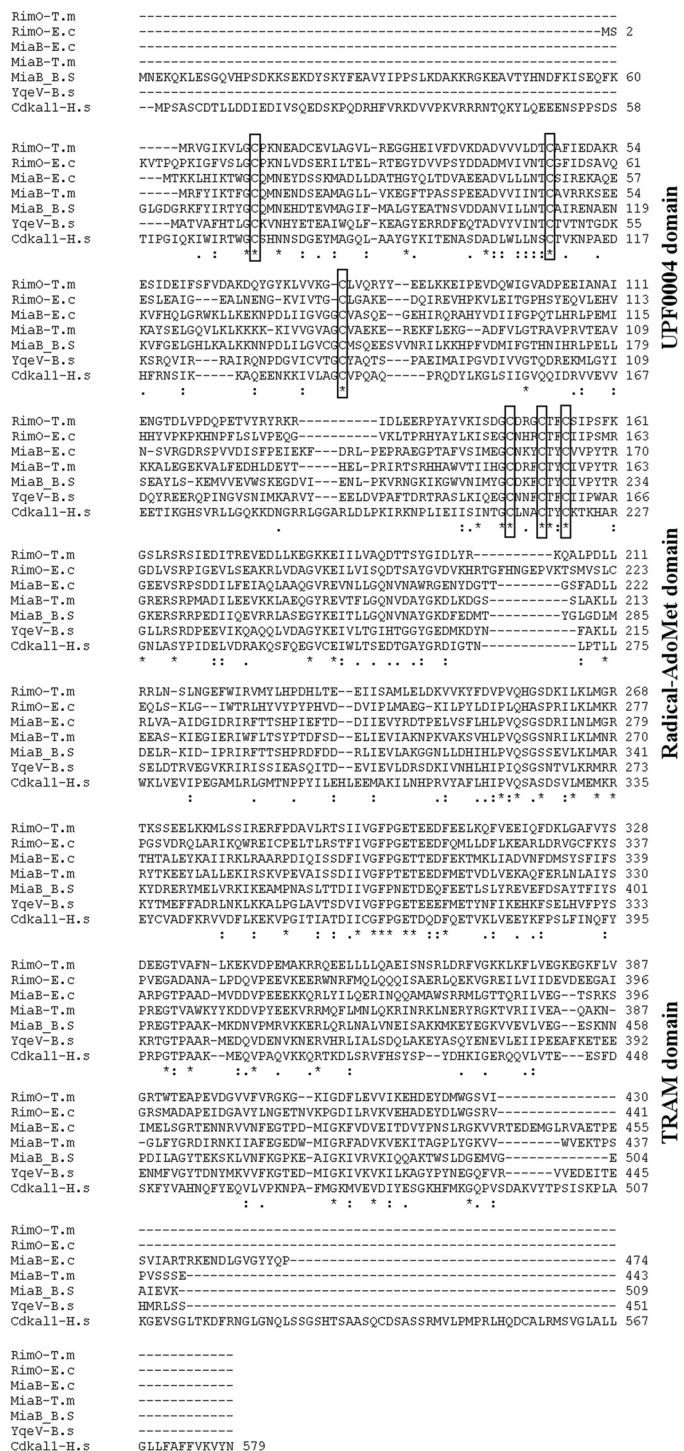 RimO-T.m ------------------------------------------------------------
RimO-E.c ----------------------------------------------------------MS 2
MiaB-E.c ------------------------------------------------------------
MiaB-T.m ------------------------------------------------------------
MiaB_B.S MNEKQKLESGQVHPSDKKSEKDYSKYFEAVYIPPSLKDAKKRGKEAVTYHNDFKISEQFK 60
YqeV-B.s ------------------------------------------------------------
Cdkal1-H.s --MPSASCDTLLDDIEDIVSQEDSKPQDRHFVRKDVVPKVRRRNTQKYLQEEENSPPSDS 58
RimO-T.m -----MRVGIKVLGCPKNEADCEVLAGVL-REGGHEIVFDVKDADVVVLDTCAFIEDAKR 54
RimO-E.c KVTPQPKIGFVSLGCPKNLVDSERILTEL-RTEGYDVVPSYDDADMVIVNTCGFIDSAVQ 61
MiaB-E.c ---MTKKLHIKTWGCQMNEYDSSKMADLLDATHGYQLTDVAEEADVLLLNTCSIREKAQE 57
MiaB-T.m -----MRFYIKTFGCQMNENDSEAMAGLL-VKEGFTPASSPEEADVVIINTCAVRRKSEE 54
MiaB_B.S GLGDGRKFYIRTYGCQMNEHDTEVMAGIF-MALGYEATNSVDDANVILLNTCAIRENAEN 119
YqeV-B.s ----MATVAFHTLGCKVNHYETEAIWQLF-KEAGYERRDFEQTADVYVINTCTVTNTGDK 55
Cdkal1-H.s TIPGIQKIWIRTWGCSHNNSDGEYMAGQL-AAYGYKITENASDADLWLLNSCTVKNPAED 117
. : ** * . : * . ** :::::* . .
RimO-T.m ESIDEIFSFVDAKDQYGYKLVVKG-CLVQRYYY-EELKKEIPEVDQWIGVADPEEIANAI 111
RimO-E.c ESLEAIG----EALNENG-KVIVTG-CLGAKE--DQIREVHPKVLEITGPHSYEQVLEHV 113
MiaB-E.c KVFHQLGRWKLLKEKNPDLIIGVGGCVASQE--GEHIRQRAHYVDIIFGPQTLHRLPEMI 115
MiaB-T.m KAYSELGQVLKLKKKK-KIVVGVAGCVAEKE--REKFLEKG-ADFVLGTRAVPRVTEAV 109
MiaB_B.S KVFGELGHLKALKKNNPDLILGVCGCMSQEESVVNRILKKHPFVDMIFGTHNIHRLPELL 179
YqeV-B.s KSRQVIR----RAIRQNPDGVICVTGCYAQTS--PAEIMAIPGVDIVVGTQDREKMLGYI 109
Cdkal1-H.s HFRNSIK----KAQEENKKIVLAGCVPQAQ---PRQDYLKGLSIIGVQQIDRVVEVV 167
. : : . * * : :
RimO-T.m ENGTDLVPDQPETVYRYRKR-----------IDLEERPYAYVKISDGCDRGCTFCSIPSFK 161
RimO-E.c HHYVPKPKHNPFLSLVPEQG-----------VKLTPRHYAYLKISEGCNHRCTFCIIPSMR 163
MiaB-E.c NSVRGDRSPVVDISFPEIEKF---DRL-PEPRAEGPTAFVSIMEGCNKYCTYCVVPYTR 170
MiaB-T.m KKALEGEKVALFEDHLDEYT---HEL-PRIRTSRHHAWVTIIHGCDRFCTYCIVPYTR 163
MiaB_B.S SEAYLS-KEMVVEVWSKEGDVI---ENL-PKVRNGKIKGWVNIMYGCDKFCTYCIVPYTR 234
YqeV-B.s DQYREERQPINGVSNIMKARVY---EELDVPAFTDRTRASLKIQEGCNNFCTFCIIPWAR 166
Cdkal1-H.s EETIKGHSVRLLGQKKDNGRRLGGARLDLPKIRKNPLIEIISINTGCLNACTYCKTKHAR 227
. :.* ** . **:*
RimO-T.m GSLRSRSIEDITREVEDLLKEGKKEIILVAQDTTSYGIDLYR----------KQALPDLL 211
RimO-E.c GDLVSRPIGEVLSEAKRLVDAGVKEILVISQDTSAYGVDVKHRTGFHNGEPVKTSMVSLC 223
MiaB-E.c GEEVSRPSDDILFEIAQLAAQGVREVNLLGQNVNAWRGENYDGTT---------GSFADLL 222
MiaB-T.m GRERSRPMADILEEVKKLAEQGYREVTFLGQNVDAYGKDLKDGS----------SLAKLL 213
MiaB_B.S GKERSRRPEDIIQEVRRLASEGYKEITLLGQNVNAYGKDFEDMT---------YGLGDLM 285
YqeV-B.s GLLRSRDPEEVIKQAQQLVDAGYKEIVLTGIHTGGYGEDMKDYN----------FAKLL 215
Cdkal1-H.s GNLASYPIDELVDRAKQSFQEGVCEIWLTSEDTGAYGRDIGTN----------LPTLL 275
* * :: . * *: . . . .: : *
RimO-T.m RRLN-SLNGEFWIRVMYLHPDHLTE--EIISAMLELDKVVKYFDVPVQHGSDKILKLMGR 268
RimO-E.c EQLS-KLG--IWTRLHYVYPYPHVD--DVIPLMAEG-KILPYLDIPLQHASPRILKLMKR 277
MiaB-E.c RLVA-AIDGIDRIRFTTSHPIEFTD--DIIEVYRDTPELVSFLHLPVQSGSDRILNLMGR 279
MiaB-T.m EEAS-KIEGIERIWFLTSYPTDFSD--ELIEVIAKNPKVAKSVHLPVQSGSNRILKLMNR 270
MiaB_B.S DELR-KID-IPRIRFTTSHPRDFDD--RLIEVLAKGGNLLDHIHLPVQSGSSEVLKLMAR 341
YqeV-B.s SELDTRVEGVKRIRISSIEASQITD--EVIEVLDRSDKIVNHLHIPIQSGSNTVLKRMRR 273
Cdkal1-H.s WKLVEVIPEGAMLRLGMTNPPYILEHLEEMAKILNHPRVYAFLHIPVQSASDSVLMEMKR 335
: . . : : . ..:*:* .* :* * *
RimO-T.m TKSSEELKKMLSSIRERFPDAVLRTSIIVGFPGETEEDFEELKQFVEEIQFDKLGAFVYS 328
RimO-E.c PGSVDRQLARIKQWREICPELTLRSTFIVGFPGETEEDFQMLLDFLKEARLDRVGCFKYS 337
MiaB-E.c THTALEYKAIIRKLRAARPDIQISSDFIVGFPGETTEDFEKTMKLIADVNFDMSYSFIFS 339
MiaB-T.m RYTKEEYLALLEKIRSKVPEVAISSDIIVGFPGETEEDFMETVDLVEKAQFERLNLAIYS 330
MiaB_B.S KYDRERYMELVRKIKEAMPNASLTTDIIVGFPNETDEQFEETLSLYREVEFDSAYTFIYS 401
YqeV-B.s KYTMEFFADRLNKLKKALPGLAVTSDVIVGFPGETEEEFMETYNFIKEHKFSELHVFPYS 333
Cdkal1-H.s EYCVADFKRVVDFLKEKVPGITIATDIICGFPGETDQDFQETVKLVEEYKFPSLFINQFY 395
: : * : : .* ***.** ::* .: . .: :
RimO-T.m DEEGTVAFN-LKEKVDPEMAKRRQEELLLLQAEISNSRLDRFVGKKLKFLVEGKEGKFLV 387
RimO-E.c PVEGADANA-LPDQVPEEVKEERWNRFMQLQQQISAERLQEKVGREILVIIDEVDEEGAI 396
MiaB-E.c ARPGTPAADMVDDVPEEEKKQRLYILQERINQQAMAWSRRMLGTTQRILVEG--TSRKS 396
MiaB-T.m PREGTVAWKYYKDDVPYEEKVRRMQFLMNLQKRINRKLNERYRGKTVRIIVEA--QAKN- 387
MiaB_B.S PREGTPAAK-MKDNVPMRVKKERLQRLNALVNEISAKKMKEYEGKVVEVLVEG--ESKNN 458
YqeV-B.s KRTGTPAAR-MEDQVDENVKNERVHRLIALSDQLAKEYASQYENEVLEIIPEEAFKETEE 392
Cdkal1-H.s PRPGTPAAK-MEQVPAQVKKQRTKDLSRVFHSYSP-YDHKIGERQQVLVTE--ESFD 448
*: * : * . * : . . ..:
RimO-T.m GRTWTEAPEVDGVVFVRGKG--KIGDFLEVVIKEHDEYDMWGSVI--------------- 430
RimO-E.c GRSMADAPEIDGAVYLNGETNVKPGDILRVKVEHADEYDLWGSRV--------------- 441
MiaB-E.c IMELSGRTENNRVVNFEGTPD-MIGKFVDVEITDVYPNSLRGKVVRTEDEMGLRVAETPE 455
MiaB-T.m -GLFYGRDIRNKIIAFEGEDW-MIGRFADVKVEKITAGPLYGKVV------WVEKTPS 437
MiaB_B.S PDILAGYTEKSKLVNFKGPKE-AIGKIVRVKIQQAKTWSLDGEMVG-------------E 504
YqeV-B.s ENMFVGYTDNYMKVVFKGTED-MIGKIVKVKILKAGYPYNEGQFVR-------VVEDEITE 445
Cdkal1-H.s SKFYVAHNQFYEQVLVPKNPA-FMGKMVEVDIYESGKHFMKGQPVSDAKVYTPSISKPLA 507
: . * . * : *. :
RimO-T.m ------------------------------------------------------------
RimO-E.c ------------------------------------------------------------
MiaB-E.c SVIARTRKENDLGVGYYQP----------------------------------------- 474
MiaB-T.m PVSSSE------------------------------------------------------ 443
MiaB_B.S AIEVK------------------------------------------------------- 509
YqeV-B.s HMRLSS------------------------------------------------------ 451
Cdkal1-H.s KGEVSGLTKDFRNGLGNQLSSGSHTSAASQCDSASSRMVLPMPRLHQDCALRMSVGLALL 567
RimO-T.m ------------
RimO-E.c ------------
MiaB-E.c ------------
MiaB-T.m ------------
MiaB_B.S ------------
YqeV-B.s ------------
Cdkal1-H.s GLLFAFFVKVYN 579
UPF0004 domain
Radical-AdoMet domain
TRAM domain